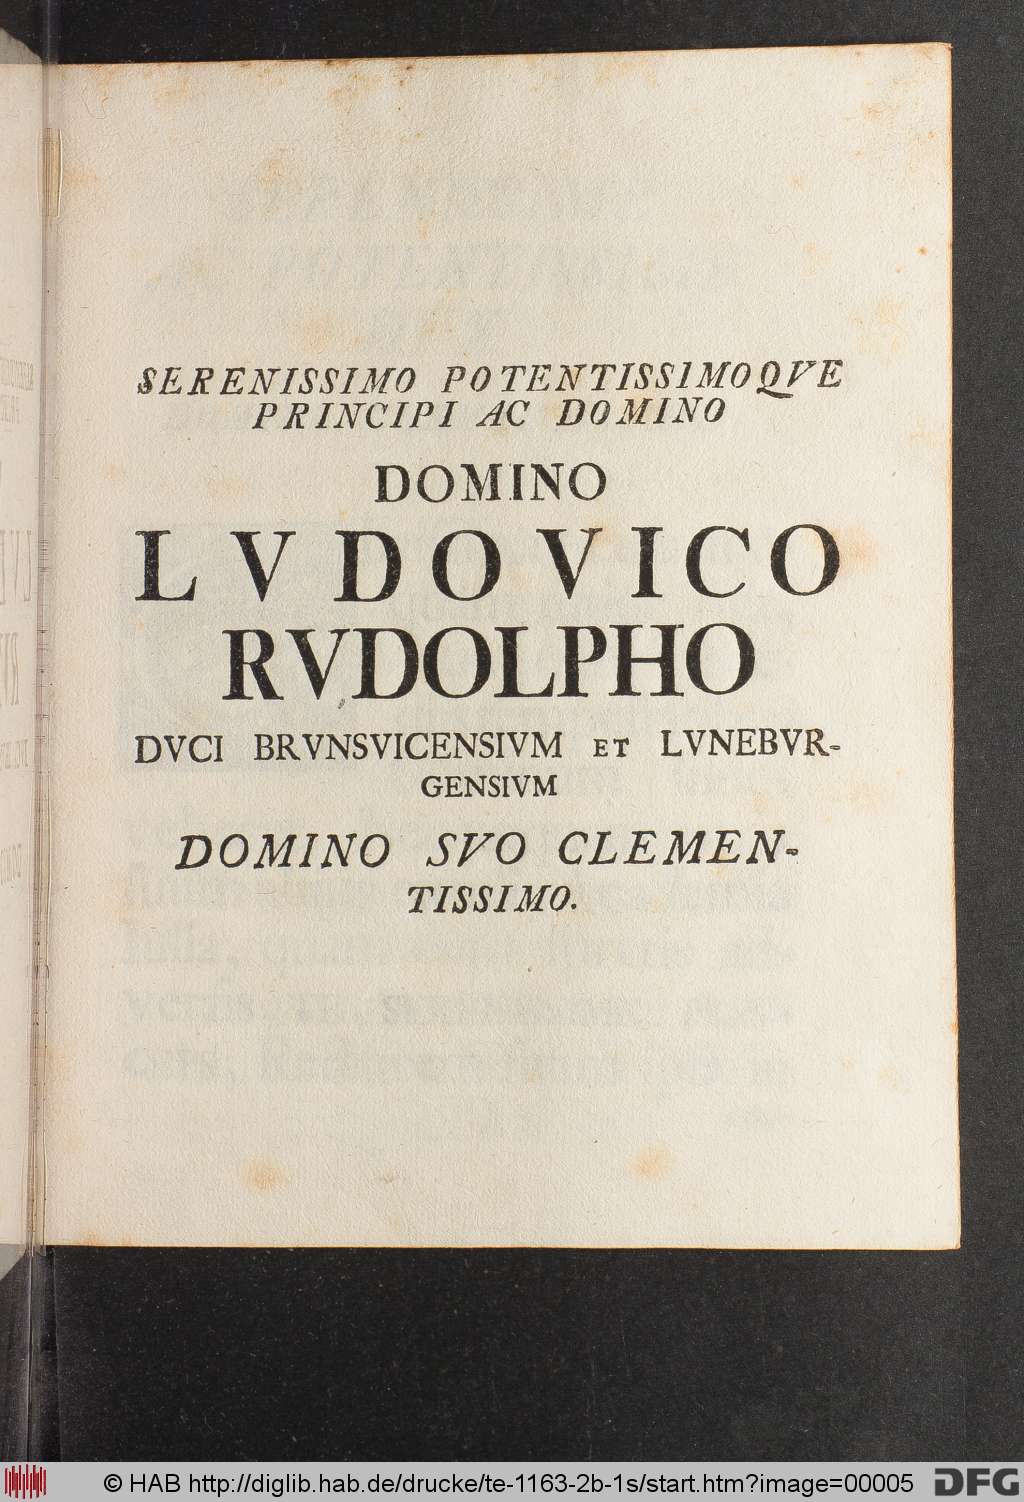 SERENISSIMO POTENTISSIMOQVE
PRINCIPI AC DOMINO
DOMINO
LVDOVICO
RVDOLPHO
DVCI BRVNSVICENSIVM ET LVNEBVR-
GENSIVM
DOMINO SVO CLEMEN-
TISSIMO.
© HAB http://diglib.hab.de/drucke/te-1163-2b-1s/start.htm?image=00005
DFG